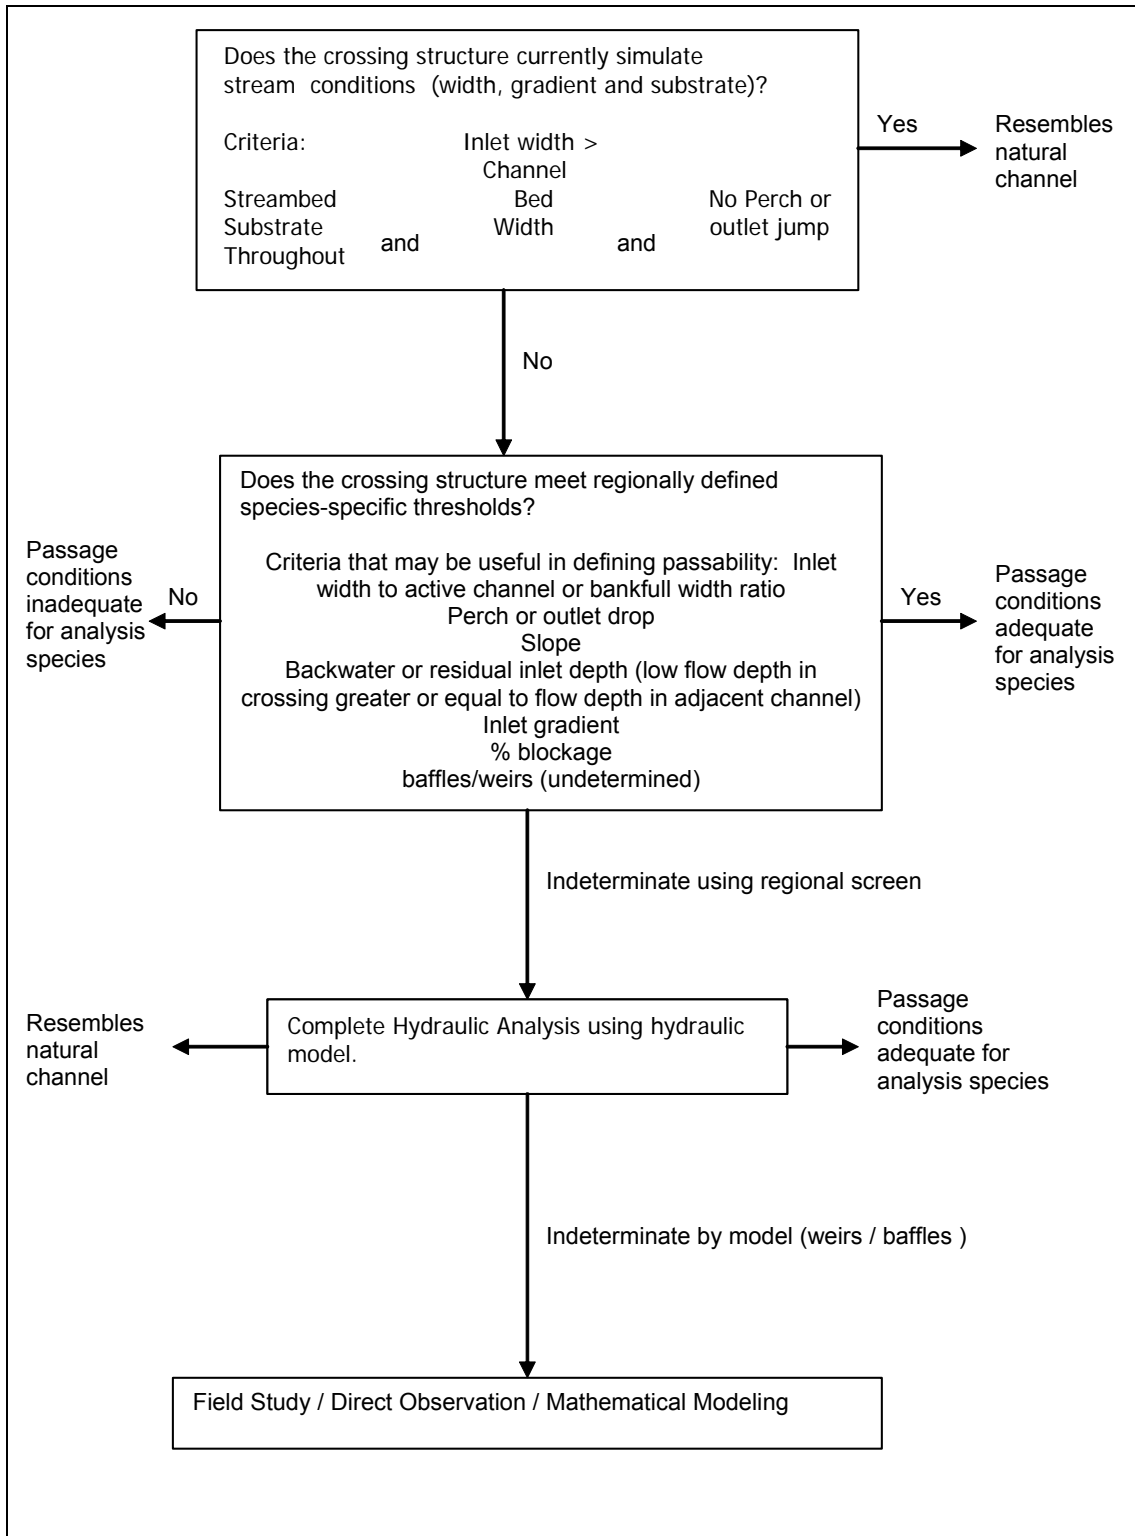 Does the crossing structure currently simulate
stream conditions (width, gradient and substrate)?
Yes
Resembles
natural
channel
Criteria:
Inlet width >
Channel
Bed
Width
Streambed
Substrate
Throughout
and
and
No Perch or
outlet jump
No
Does the crossing structure meet regionally defined
species-specific thresholds?
Criteria that may be useful in defining passability: Inlet
width to active channel or bankfull width ratio
Perch or outlet drop
Slope
Backwater or residual inlet depth (low flow depth in
crossing greater or equal to flow depth in adjacent channel)
Inlet gradient
% blockage
baffles/weirs (undetermined)
No
Passage
conditions
inadequate
for analysis
species
Yes
Passage
conditions
adequate
for analysis
species
Indeterminate using regional screen
Resembles
natural
channel
Complete Hydraulic Analysis using hydraulic
model.
Passage
conditions
adequate for
analysis species
Indeterminate by model (weirs / baffles )
Field Study / Direct Observation / Mathematical Modeling